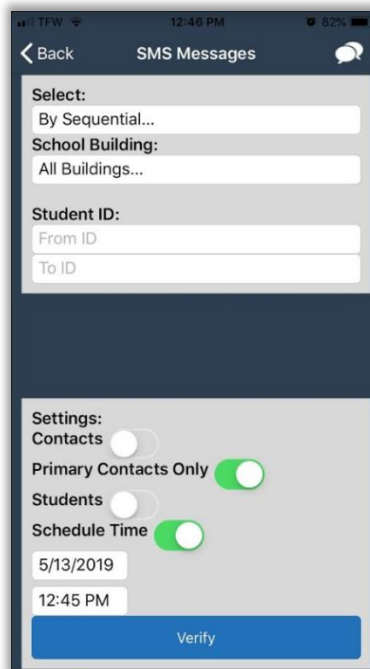 TFW 12:46 PM 82%
Back SMS Messages
Select:
By Sequential...
School Building:
All Buildings...
Student ID:
From ID
To ID
Settings:
Contacts
Primary Contacts Only
Students
Schedule Time
5/13/2019
12:45 PM
Verify